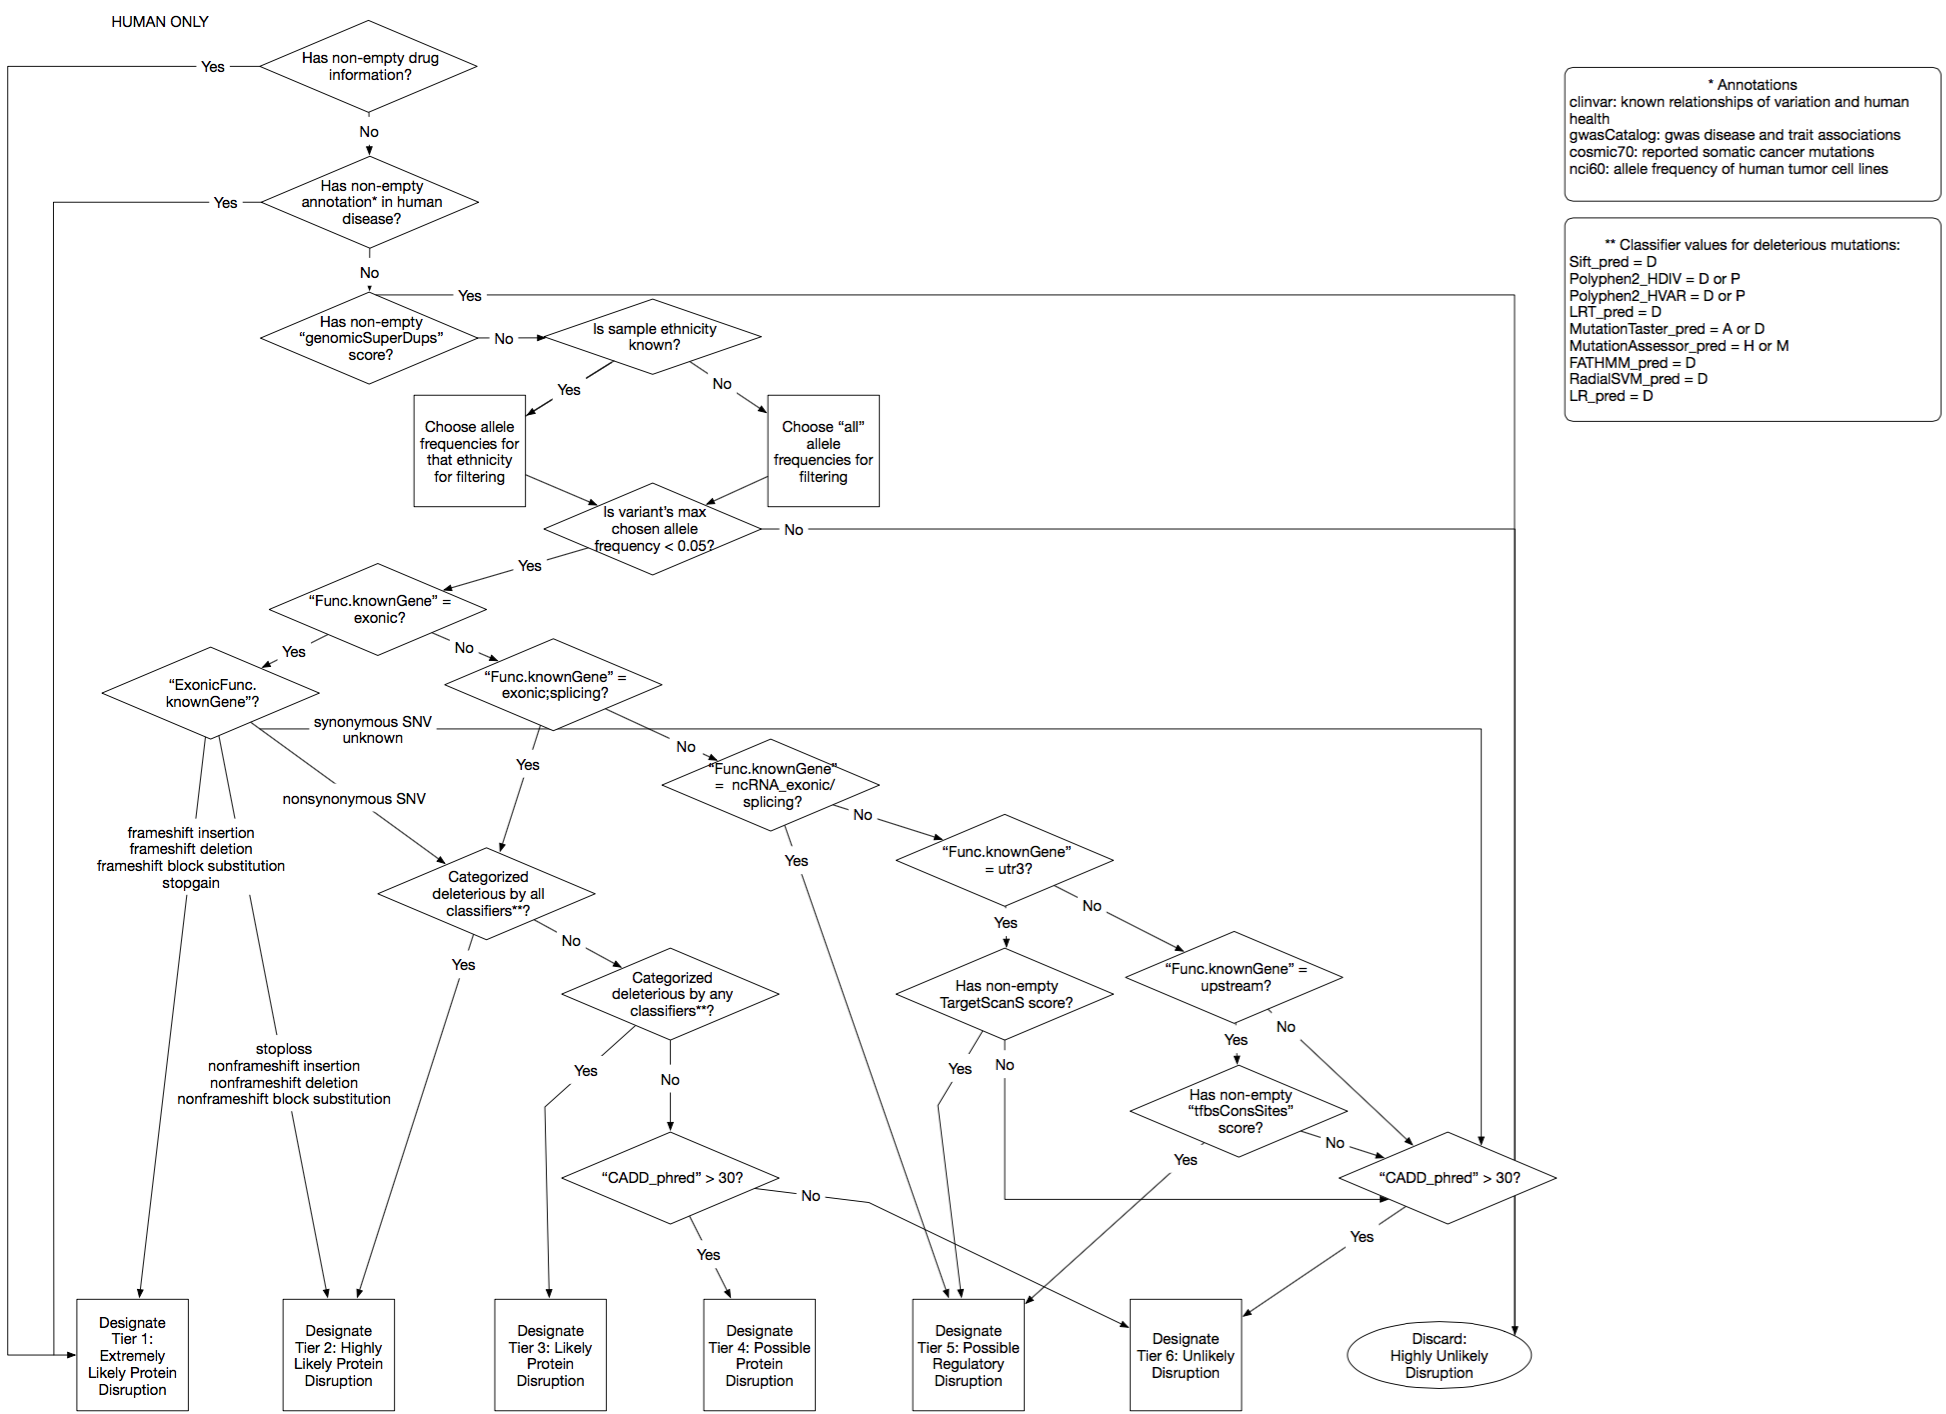 HUMAN ONLY
Has non-empty drug
information?
Yes
No
Has non-empty
annotation* in human
disease?
Yes
No
Has non-empty
“genomicSuperDups”
score?
Yes
No
Is sample ethnicity
known?
Yes
No
Choose allele
frequencies for
that ethnicity
for filtering
Choose “all”
allele
frequencies for
filtering
Is variant’s max
chosen allele
frequency < 0.05?
No
Yes
“Func.knownGene” =
exonic?
Yes
No
“ExonicFunc.
knownGene”?
“Func.knownGene” =
exonic;splicing?
synonymous SNV
unknown
No
Yes
“Func.knownGene”
= ncRNA_exonic/
splicing?
nonsynonymous SNV
No
frameshift insertion
frameshift deletion
frameshift block substitution
stopgain
Yes
“Func.knownGene”
= utr3?
Categorized
deleterious by all
classifiers**?
No
Yes
No
Yes
Categorized
deleterious by any
classifiers**?
Has non-empty
TargetScanS score?
“Func.knownGene” =
upstream?
No
Yes
stoploss
nonframeshift insertion
nonframeshift deletion
nonframeshift block substitution
Yes
No
Yes
No
Has non-empty
“tfbsConsSites”
score?
No
Yes
“CADD_phred” > 30?
No
“CADD_phred” > 30?
Yes
Yes
Designate
Tier 1:
Extremely
Likely Protein
Disruption
Designate
Tier 2: Highly
Likely Protein
Disruption
Designate
Tier 3: Likely
Protein
Disruption
Designate
Tier 4: Possible
Protein
Disruption
Designate
Tier 5: Possible
Regulatory
Disruption
Designate
Tier 6: Unlikely
Disruption
Discard:
Highly Unlikely
Disruption
* Annotations
clinvar: known relationships of variation and human
health
gwasCatalog: gwas disease and trait associations
cosmic70: reported somatic cancer mutations
nci60: allele frequency of human tumor cell lines
** Classifier values for deleterious mutations:
Sift_pred = D
Polyphen2_HDIV = D or P
Polyphen2_HVAR = D or P
LRT_pred = D
MutationTaster_pred = A or D
MutationAssessor_pred = H or M
FATHMM_pred = D
RadialSVM_pred = D
LR_pred = D